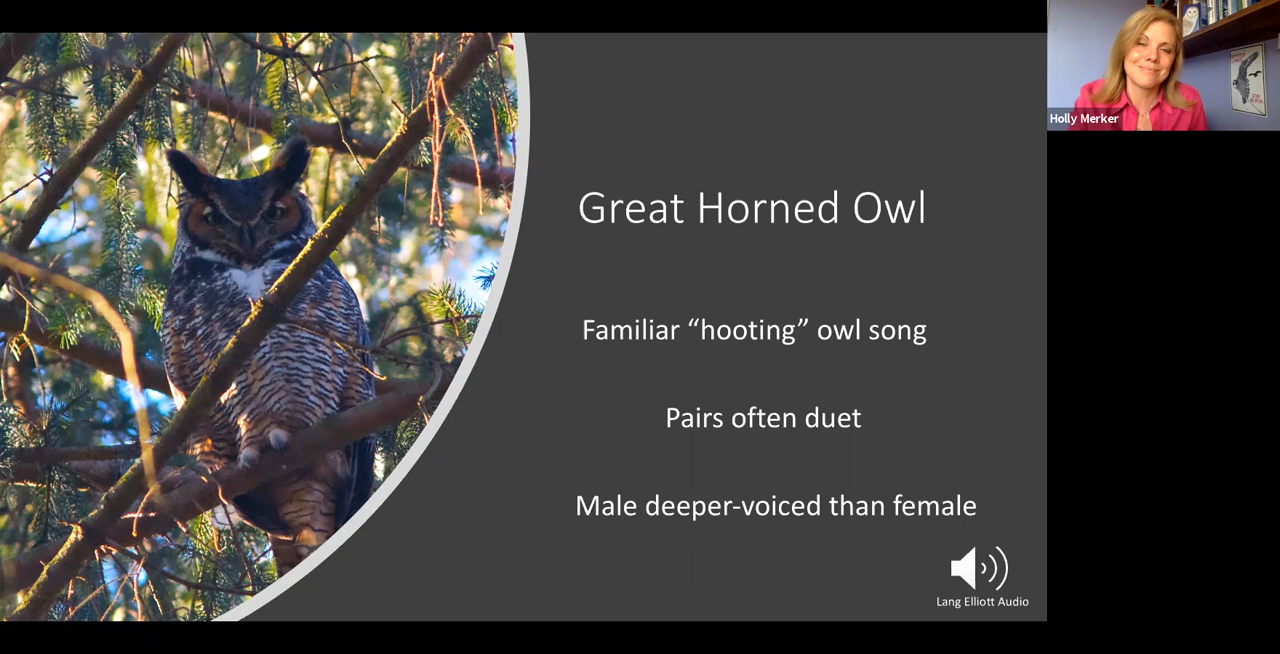 Holly Merker
Great Horned Owl
Familiar “hooting” owl song
Pairs often duet
Male deeper-voiced than female
Lang Elliott Audio